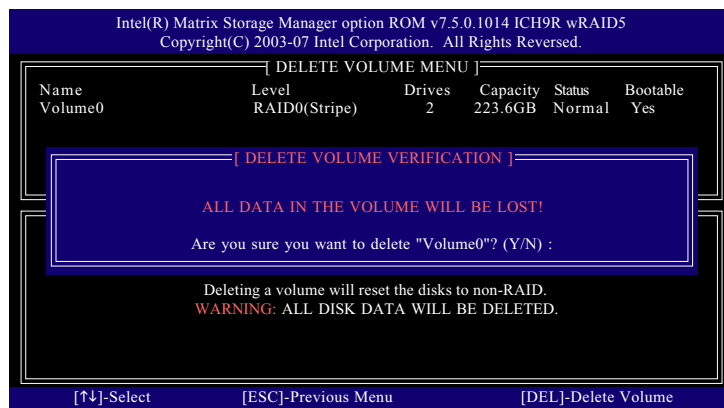 Intel(R) Matrix Storage Manager option ROM v7.5.0.1014 ICH9R wRAID5
Copyright(C) 2003-07 Intel Corporation.  All Rights Reversed.
[ DELETE VOLUME MENU ]
Name Level Drives Capacity Status Bootable
Volume0 RAID0(Stripe) 2 223.6GB Normal Yes
[ DELETE VOLUME VERIFICATION ]
ALL DATA IN THE VOLUME WILL BE LOST!
Are you sure you want to delete "Volume0"? (Y/N) :
Deleting a volume will reset the disks to non-RAID.
WARNING: ALL DISK DATA WILL BE DELETED.
[↑↓]-Select [ESC]-Previous Menu [DEL]-Delete Volume